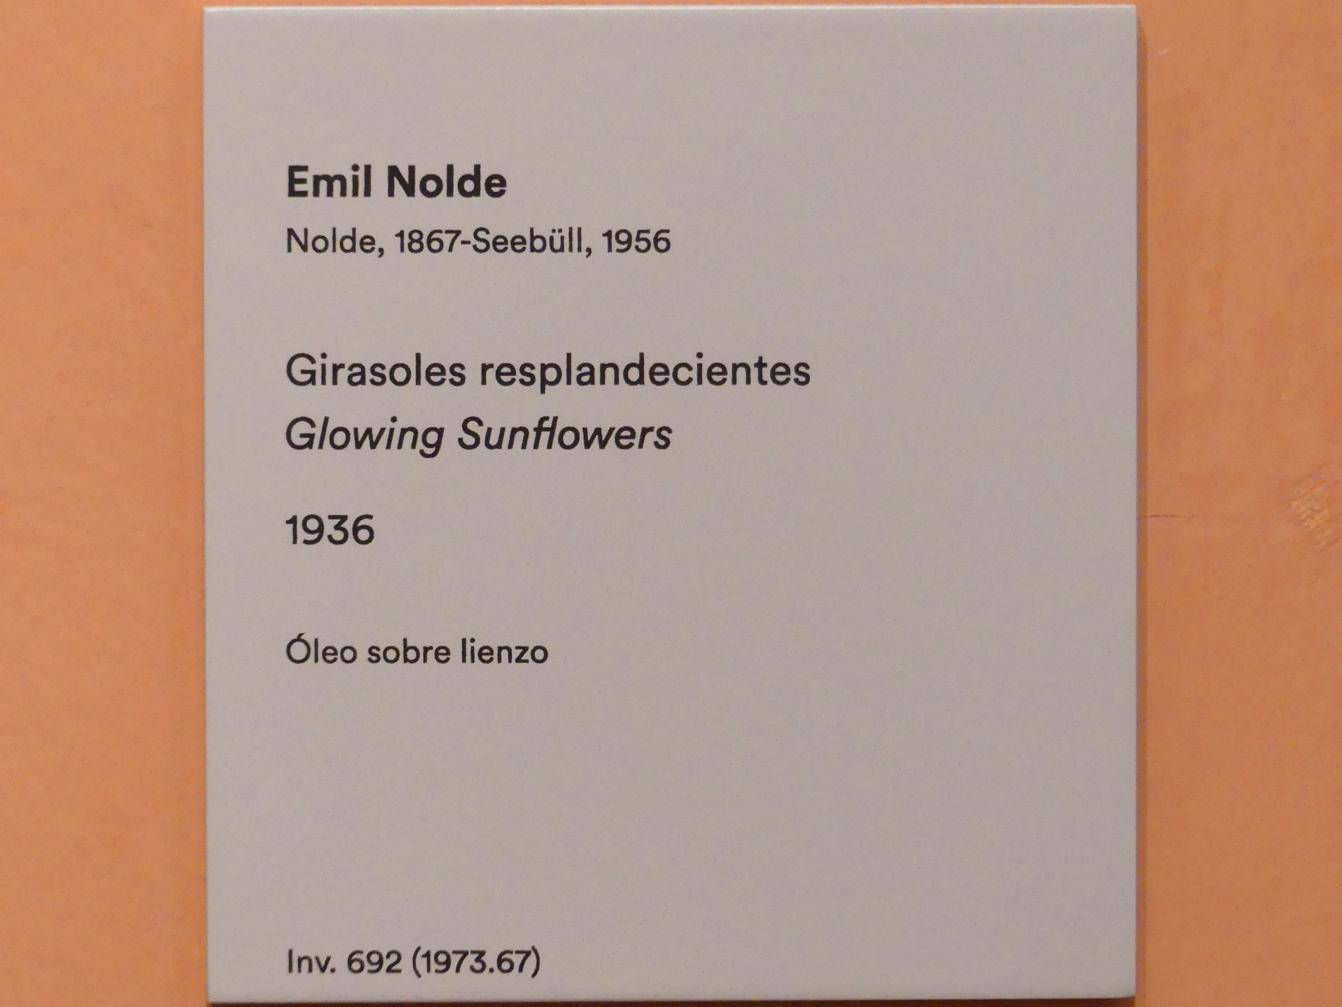 Emil Nolde
Nolde, 1867-Seebüll, 1956
Girasoles resplandecientes
Glowing Sunflowers
1936
Óleo sobre lienzo
Inv. 692 (1973.67)